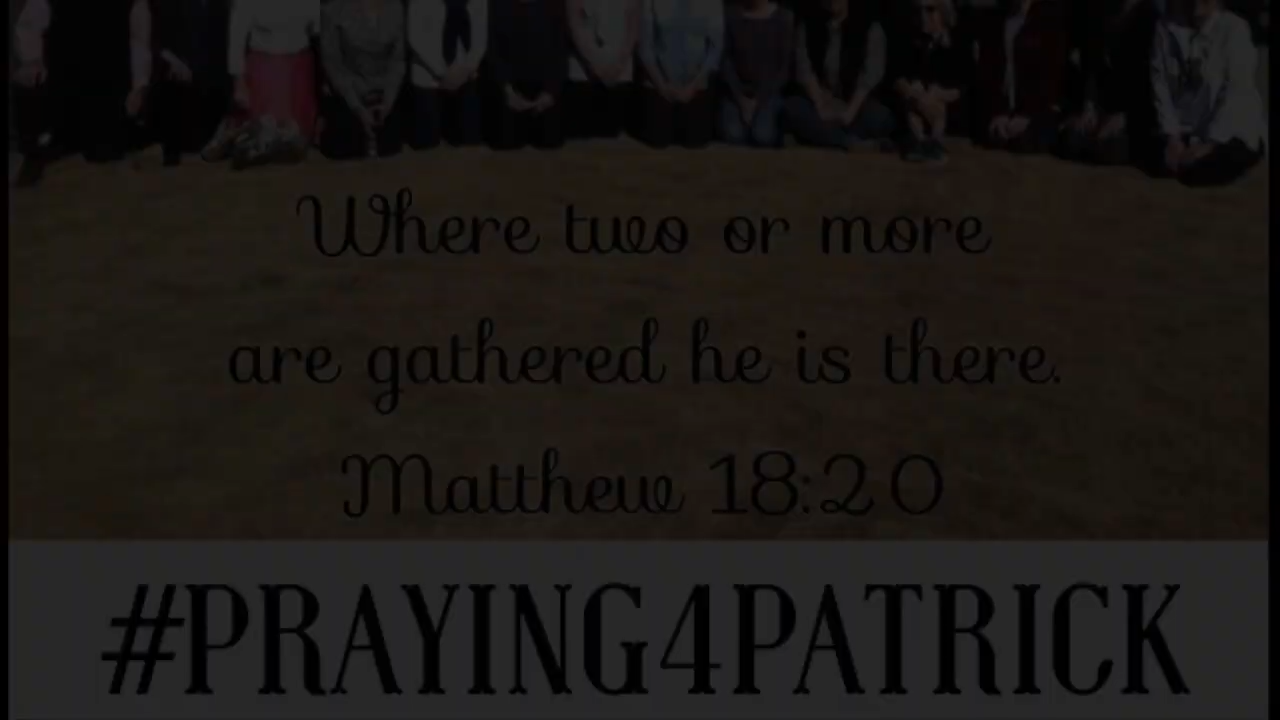 Where two or more
are gathered he is there.
Matthew 18:20
#PRAYING4PATRICK